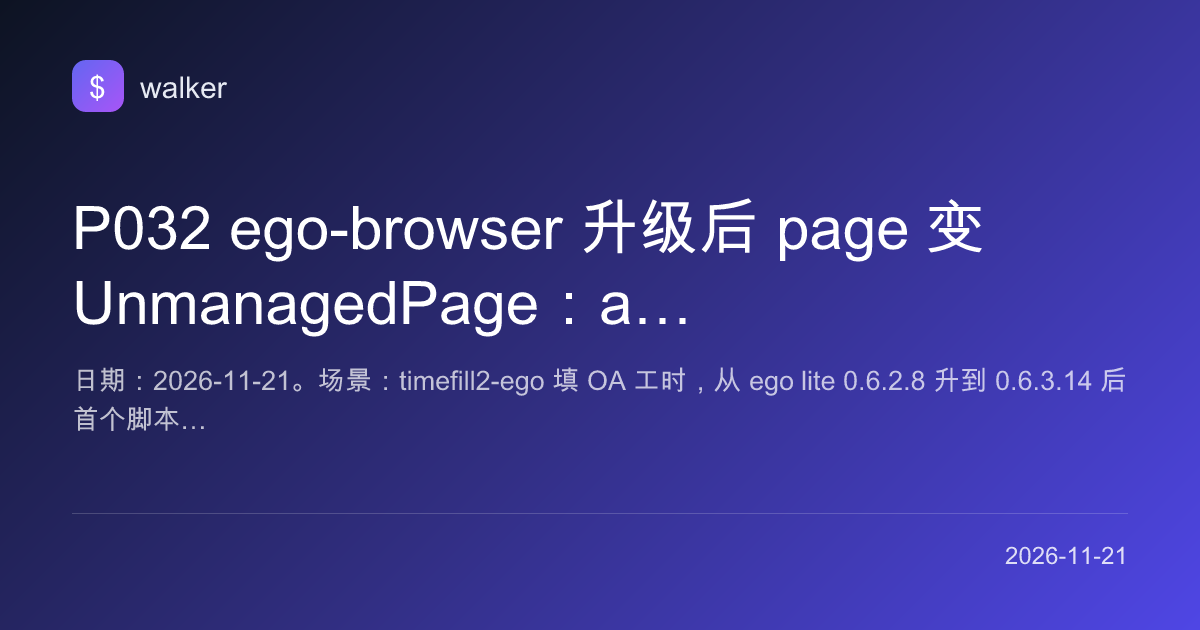 $ walker
P032 ego-browser 升级后 page 变
UnmanagedPage：a…
日期：2026-11-21。场景：timefill2-ego 填 OA 工时，从 ego lite 0.6.2.8 升到 0.6.3.14 后
首个脚本…
2026-11-21